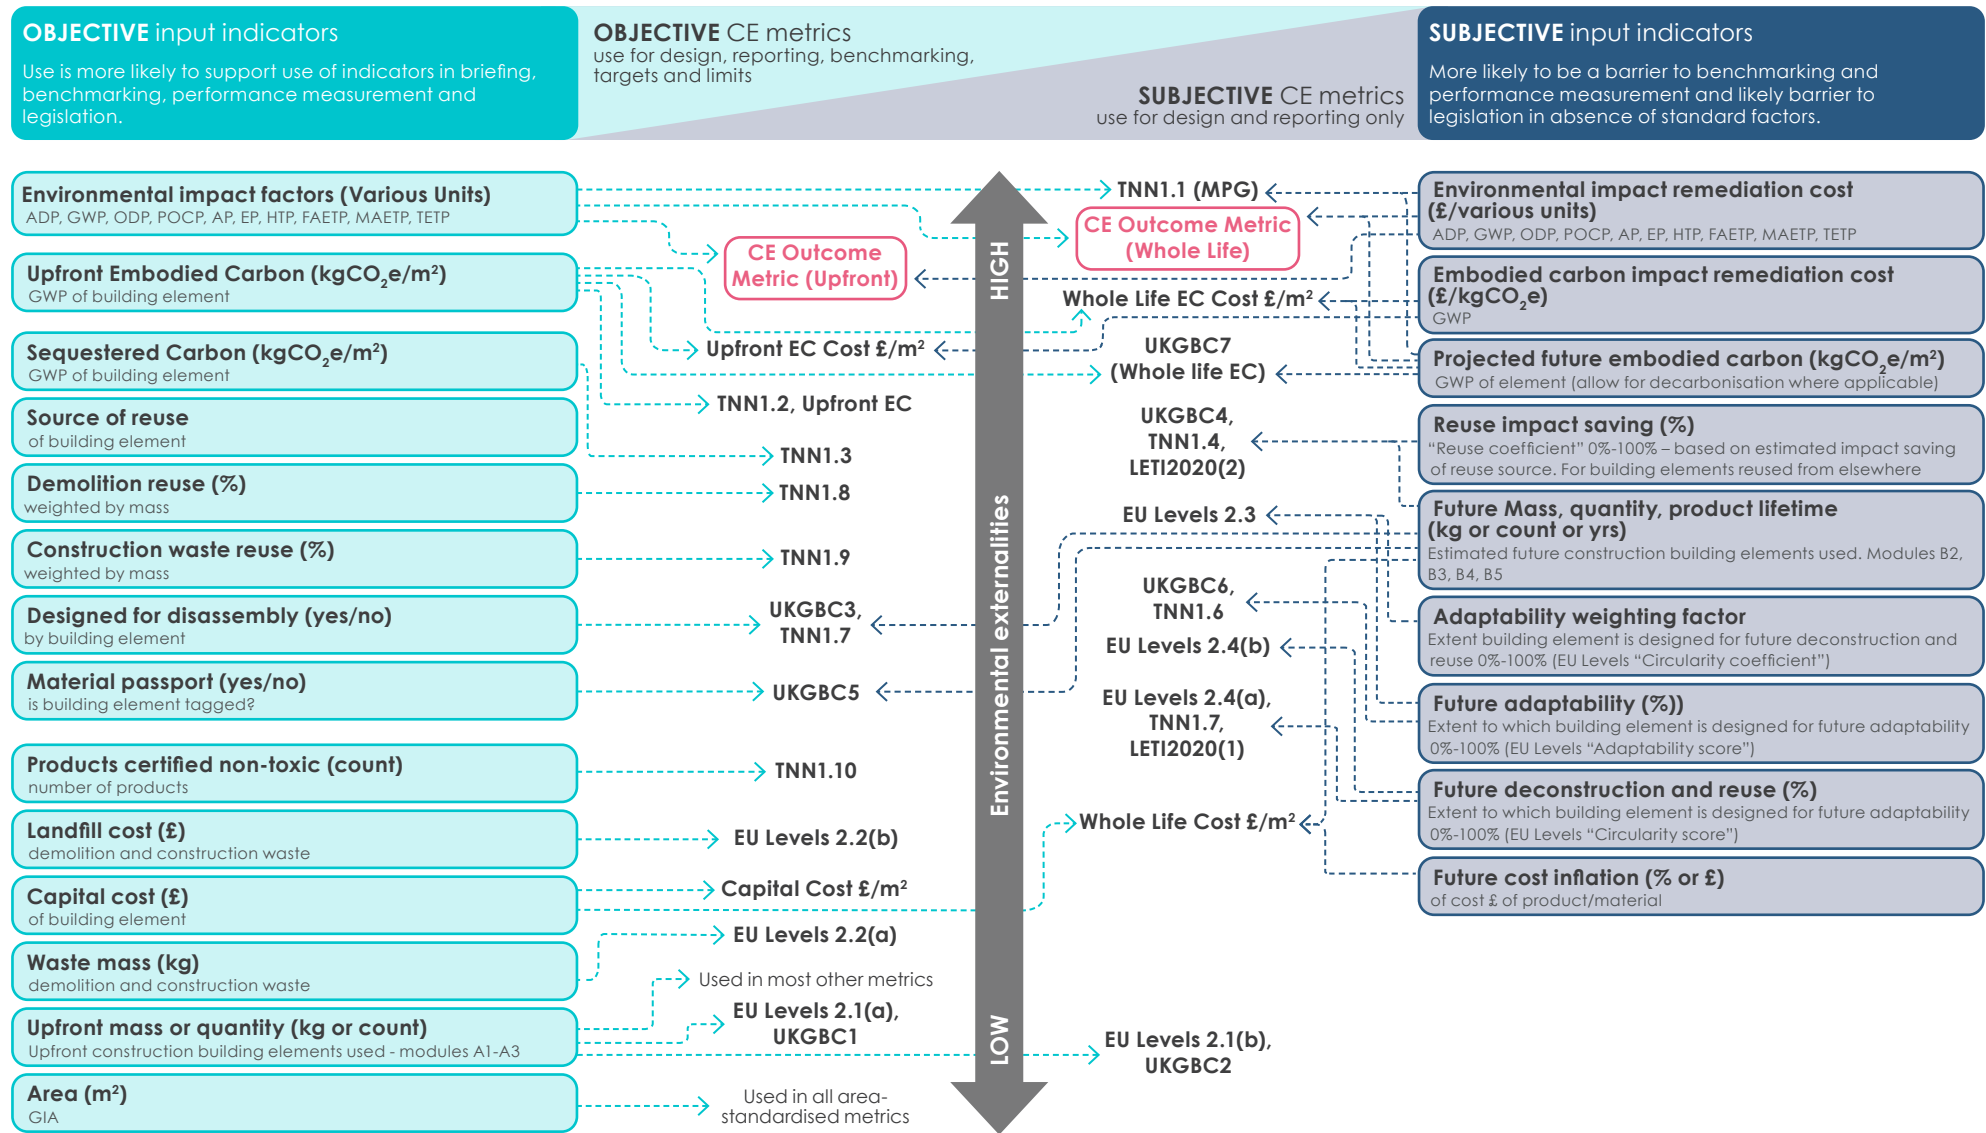 OBJECTIVE input indicators
Use is more likely to support use of indicators in briefing,
benchmarking, performance measurement and
legislation.
OBJECTIVE CE metrics
use for design, reporting, benchmarking,
targets and limits
SUBJECTIVE CE metrics
use for design and reporting only
SUBJECTIVE input indicators
More likely to be a barrier to benchmarking and
performance measurement and likely barrier to
legislation in absence of standard factors.
Environmental impact factors (Various Units)
ADP, GWP, ODP, POCP, AP, EP, HTP, FAETP, MAETP, TETP
Upfront Embodied Carbon (kgCO₂e/m²)
GWP of building element
Sequestered Carbon (kgCO₂e/m²)
GWP of building element
Source of reuse
of building element
Demolition reuse (%)
weighted by mass
Construction waste reuse (%)
weighted by mass
Designed for disassembly (yes/no)
by building element
Material passport (yes/no)
is building element tagged?
Products certified non-toxic (count)
number of products
Landfill cost (£)
demolition and construction waste
Capital cost (£)
of building element
Waste mass (kg)
demolition and construction waste
Upfront mass or quantity (kg or count)
Upfront construction building elements used - modules A1-A3
Area (m²)
GIA
CE Outcome
Metric (Upfront)
Upfront EC Cost £/m²
TNN1.2, Upfront EC
TNN1.3
TNN1.8
TNN1.9
UKGBC3,
TNN1.7
UKGBC5
TNN1.10
EU Levels 2.2(b)
Capital Cost £/m²
EU Levels 2.2(a)
Used in most other metrics
EU Levels 2.1(a),
UKGBC1
Used in all area-
standardised metrics
HIGH
Environmental externalities
LOW
TNN1.1 (MPG)
CE Outcome Metric
(Whole Life)
Whole Life EC Cost £/m²
UKGBC7
(Whole life EC)
UKGBC4,
TNN1.4,
LETI2020(2)
EU Levels 2.3
UKGBC6,
TNN1.6
EU Levels 2.4(b)
EU Levels 2.4(a),
TNN1.7,
LETI2020(1)
Whole Life Cost £/m²
EU Levels 2.1(b),
UKGBC2
Environmental impact remediation cost
(£/various units)
ADP, GWP, ODP, POCP, AP, EP, HTP, FAETP, MAETP, TETP
Embodied carbon impact remediation cost
(£/kgCO₂e)
GWP
Projected future embodied carbon (kgCO₂e/m²)
GWP of element (allow for decarbonisation where applicable)
Reuse impact saving (%)
“Reuse coefficient” 0%-100% – based on estimated impact saving
of reuse source. For building elements reused from elsewhere
Future Mass, quantity, product lifetime
(kg or count or yrs)
Estimated future construction building elements used. Modules B2,
B3, B4, B5
Adaptability weighting factor
Extent building element is designed for future deconstruction and
reuse 0%-100% (EU Levels “Circularity coefficient”)
Future adaptability (%))
Extent to which building element is designed for future adaptability
0%-100% (EU Levels “Adaptability score”)
Future deconstruction and reuse (%)
Extent to which building element is designed for future adaptability
0%-100% (EU Levels “Circularity score”)
Future cost inflation (% or £)
of cost £ of product/material